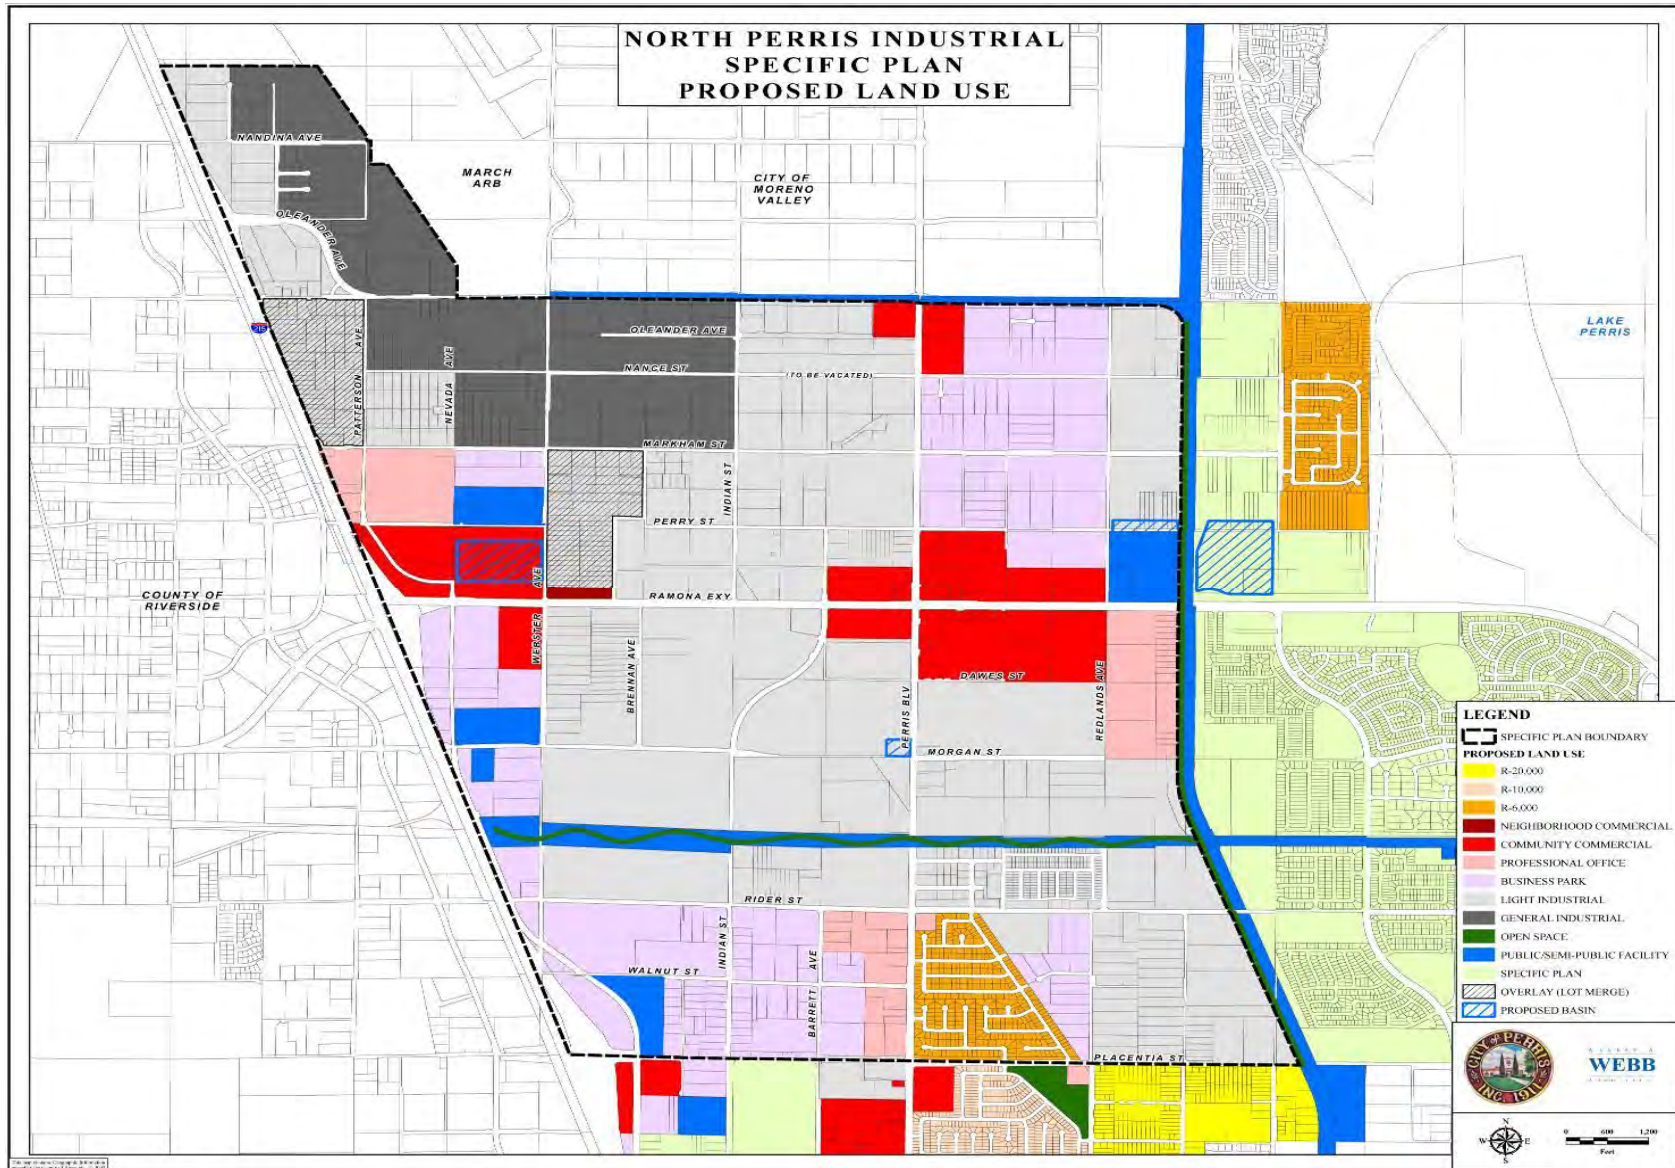 NORTH PERRIS INDUSTRIAL
SPECIFIC PLAN
PROPOSED LAND USE
NANDINA AVE
MARCH
ARB
CITY OF
MORENO
VALLEY
OLEANDER AVE
215
LAKE
PERRIS
PATTERSON AVE
NEVADA AVE
OLEANDER AVE
NANCE ST
(TO BE VACATED)
MARKHAM ST
INDIAN ST
PERRY ST
COUNTY OF
RIVERSIDE
WEBSTER AVE
RAMONA EXY
BRENNAN AVE
DAWES ST
PERRIS BLV
REDLANDS AVE
MORGAN ST
RIDER ST
INDIAN ST
WALNUT ST
BARRETT AVE
PLACENTIA ST
LEGEND
SPECIFIC PLAN BOUNDARY
PROPOSED LAND USE
R-20,000
R-10,000
R-6,000
NEIGHBORHOOD COMMERCIAL
COMMUNITY COMMERCIAL
PROFESSIONAL OFFICE
BUSINESS PARK
LIGHT INDUSTRIAL
GENERAL INDUSTRIAL
OPEN SPACE
PUBLIC/SEMI-PUBLIC FACILITY
SPECIFIC PLAN
OVERLAY (LOT MERGE)
PROPOSED BASIN
CITY OF PERRIS
INC. 1911
WEBB
N
W E
S
0 600 1,200
Feet